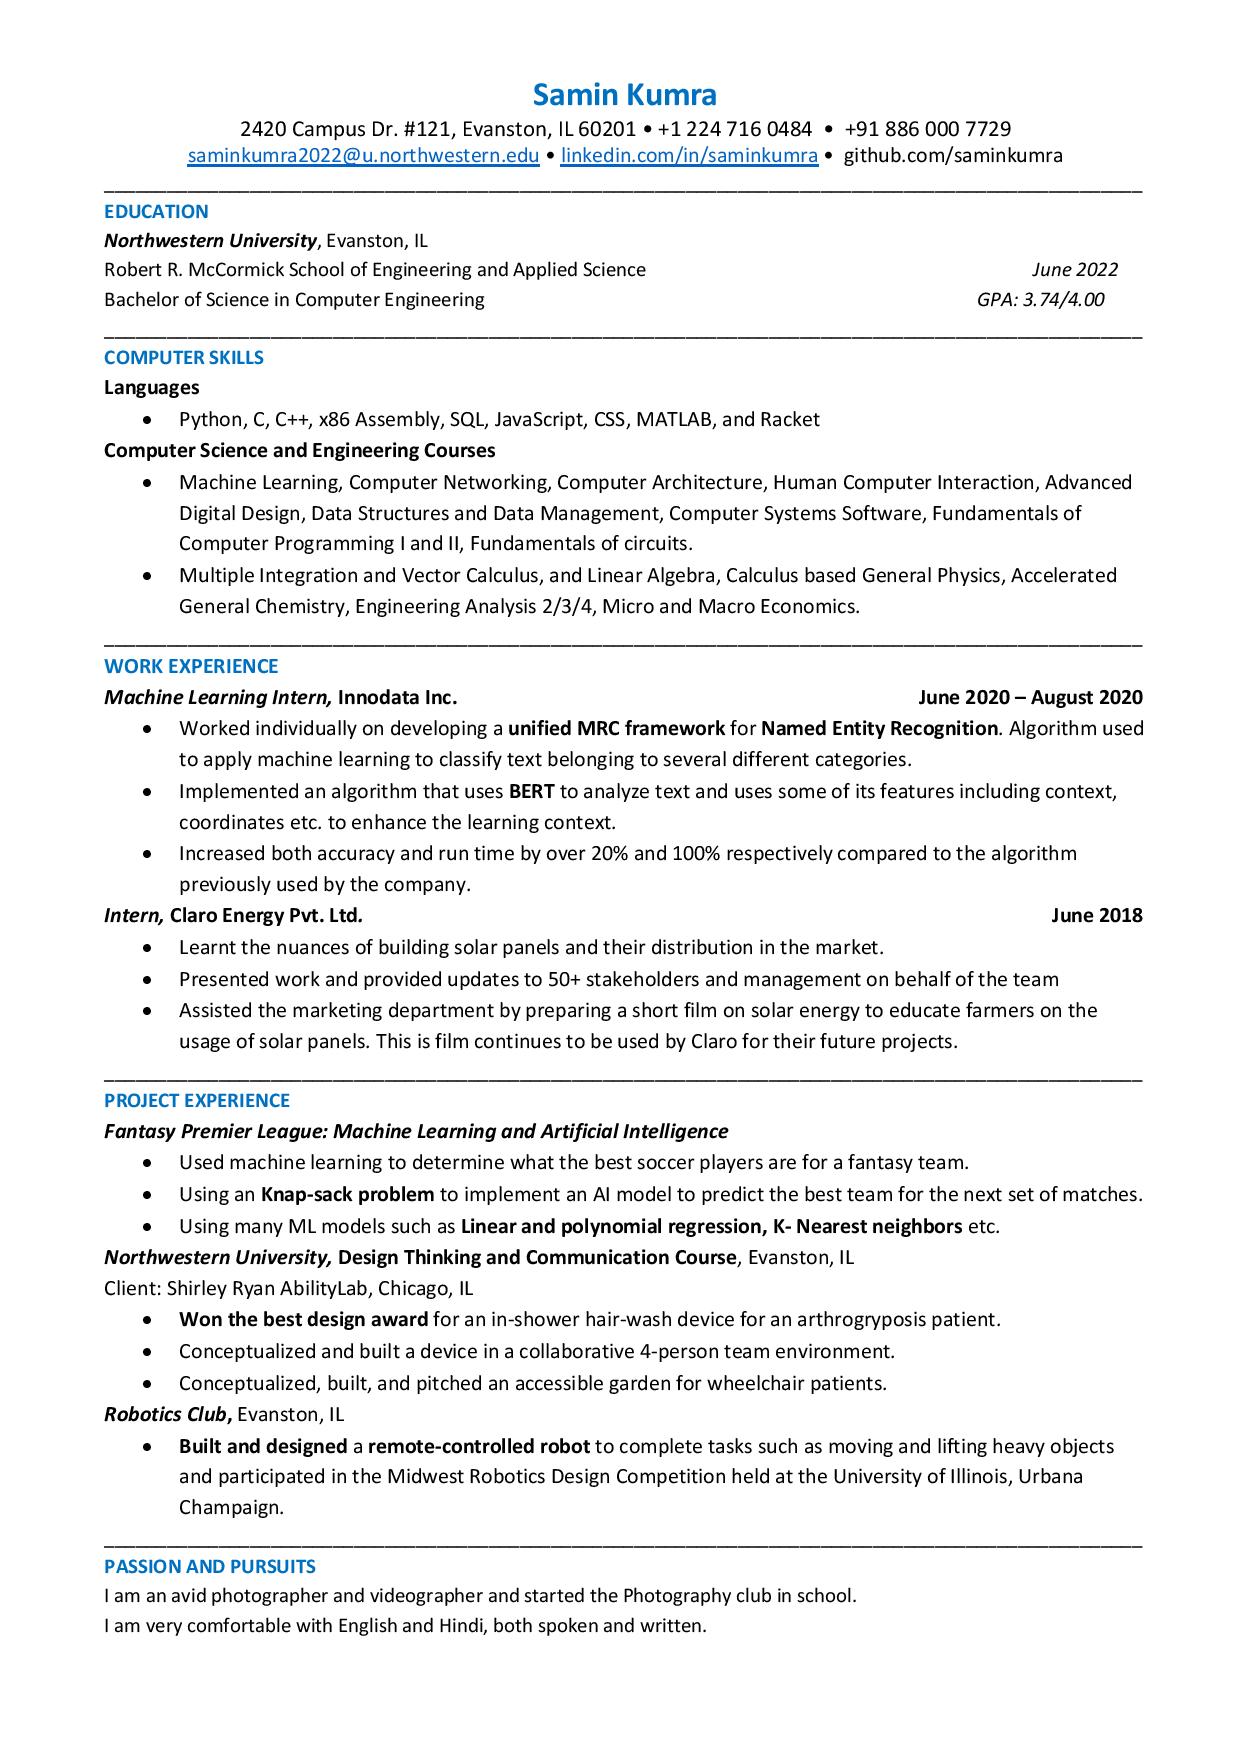 Samin Kumra
2420 Campus Dr. #121, Evanston, IL 60201 • +1 224 716 0484 • +91 886 000 7729
saminkumra2022@u.northwestern.edu • linkedin.com/in/saminkumra • github.com/saminkumra
EDUCATION
Northwestern University, Evanston, IL
Robert R. McCormick School of Engineering and Applied Science June 2022
Bachelor of Science in Computer Engineering GPA: 3.74/4.00
COMPUTER SKILLS
Languages
• Python, C, C++, x86 Assembly, SQL, JavaScript, CSS, MATLAB, and Racket
Computer Science and Engineering Courses
• Machine Learning, Computer Networking, Computer Architecture, Human Computer Interaction, Advanced
Digital Design, Data Structures and Data Management, Computer Systems Software, Fundamentals of
Computer Programming I and II, Fundamentals of circuits.
• Multiple Integration and Vector Calculus, and Linear Algebra, Calculus based General Physics, Accelerated
General Chemistry, Engineering Analysis 2/3/4, Micro and Macro Economics.
WORK EXPERIENCE
Machine Learning Intern, Innodata Inc. June 2020 – August 2020
• Worked individually on developing a unified MRC framework for Named Entity Recognition. Algorithm used
to apply machine learning to classify text belonging to several different categories.
• Implemented an algorithm that uses BERT to analyze text and uses some of its features including context,
coordinates etc. to enhance the learning context.
• Increased both accuracy and run time by over 20% and 100% respectively compared to the algorithm
previously used by the company.
Intern, Claro Energy Pvt. Ltd. June 2018
• Learnt the nuances of building solar panels and their distribution in the market.
• Presented work and provided updates to 50+ stakeholders and management on behalf of the team
• Assisted the marketing department by preparing a short film on solar energy to educate farmers on the
usage of solar panels. This is film continues to be used by Claro for their future projects.
PROJECT EXPERIENCE
Fantasy Premier League: Machine Learning and Artificial Intelligence
• Used machine learning to determine what the best soccer players are for a fantasy team.
• Using an Knap-sack problem to implement an AI model to predict the best team for the next set of matches.
• Using many ML models such as Linear and polynomial regression, K- Nearest neighbors etc.
Northwestern University, Design Thinking and Communication Course, Evanston, IL
Client: Shirley Ryan AbilityLab, Chicago, IL
• Won the best design award for an in-shower hair-wash device for an arthrogryposis patient.
• Conceptualized and built a device in a collaborative 4-person team environment.
• Conceptualized, built, and pitched an accessible garden for wheelchair patients.
Robotics Club, Evanston, IL
• Built and designed a remote-controlled robot to complete tasks such as moving and lifting heavy objects
and participated in the Midwest Robotics Design Competition held at the University of Illinois, Urbana
Champaign.
PASSION AND PURSUITS
I am an avid photographer and videographer and started the Photography club in school.
I am very comfortable with English and Hindi, both spoken and written.